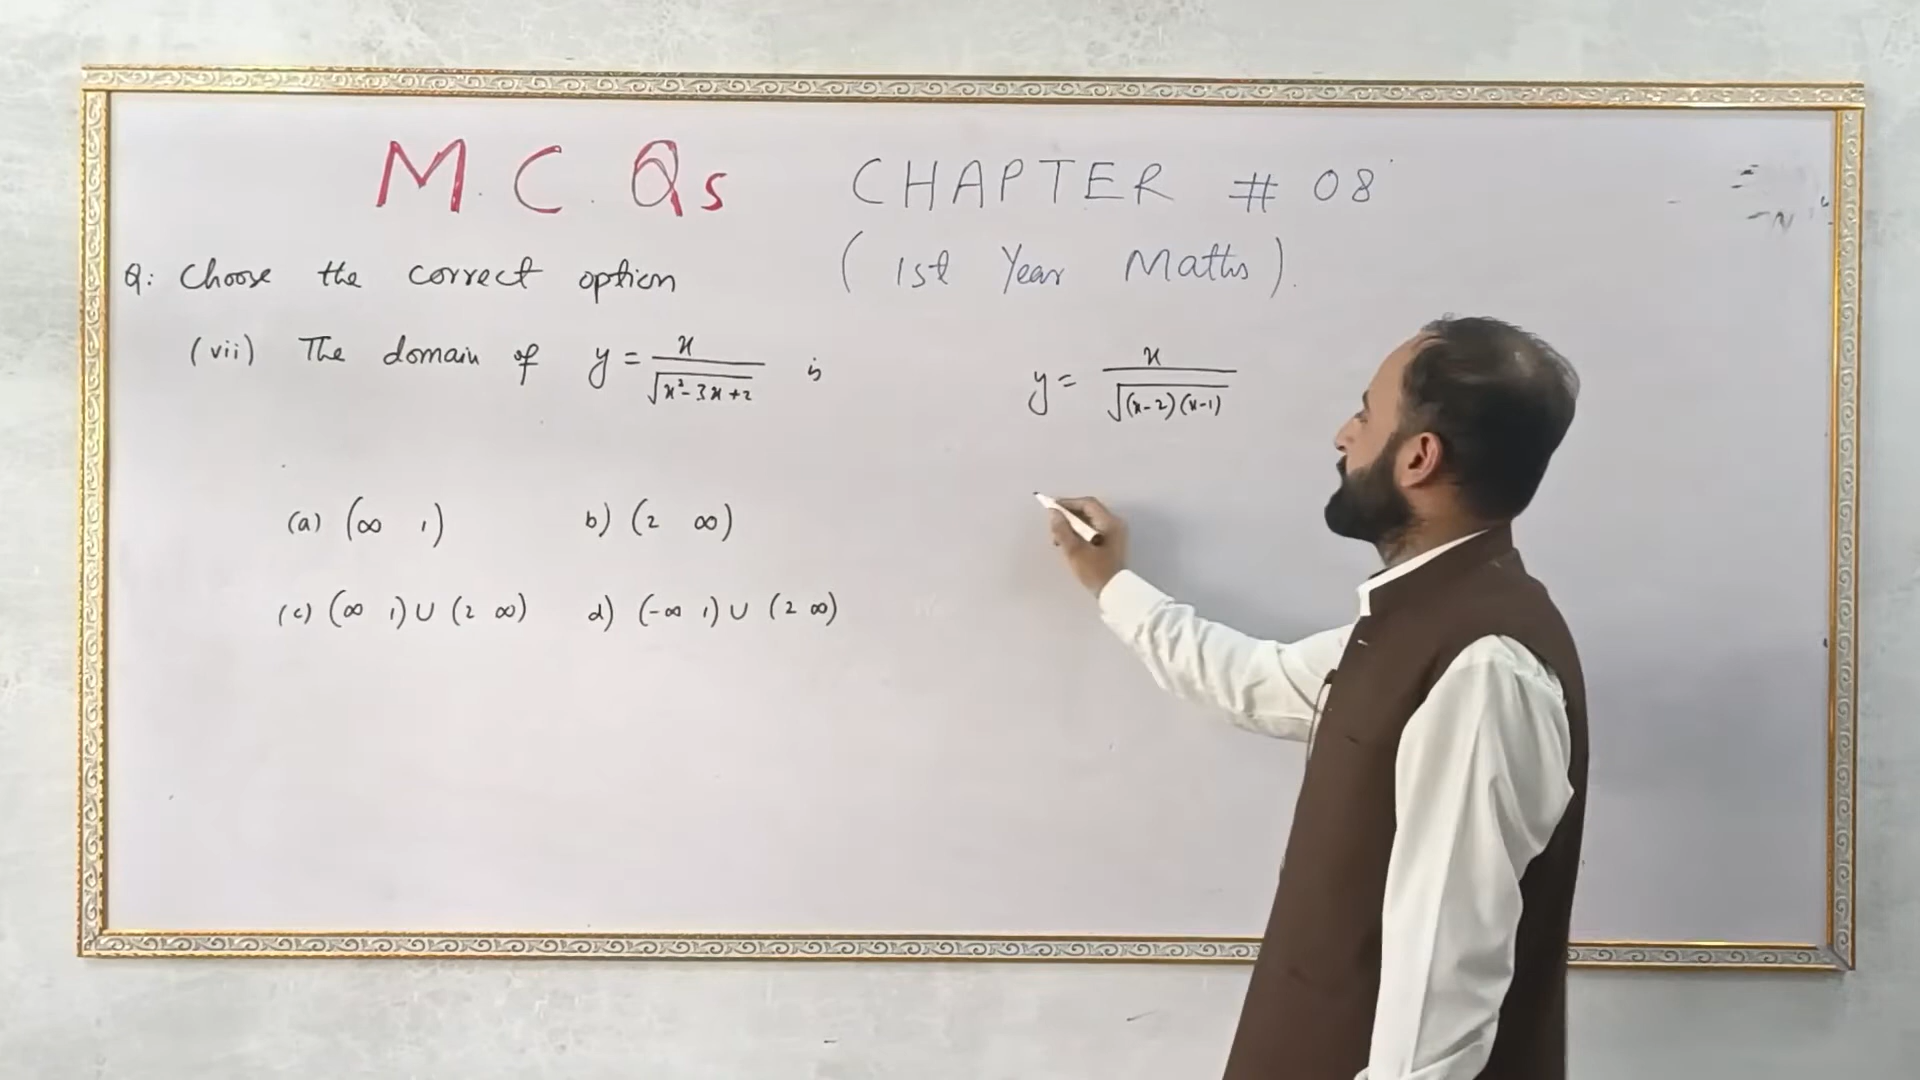 M.C.Qs CHAPTER # 08
(1st Year Maths).
Q: Choose the correct option
(vii) The domain of y = x / √(x²-3x+2) is
y = x / √((x-2)(x-1))
(a) (∞ 1) b) (2 ∞)
(c) (∞ 1) ∪ (2 ∞) d) (-∞ 1) ∪ (2 ∞)